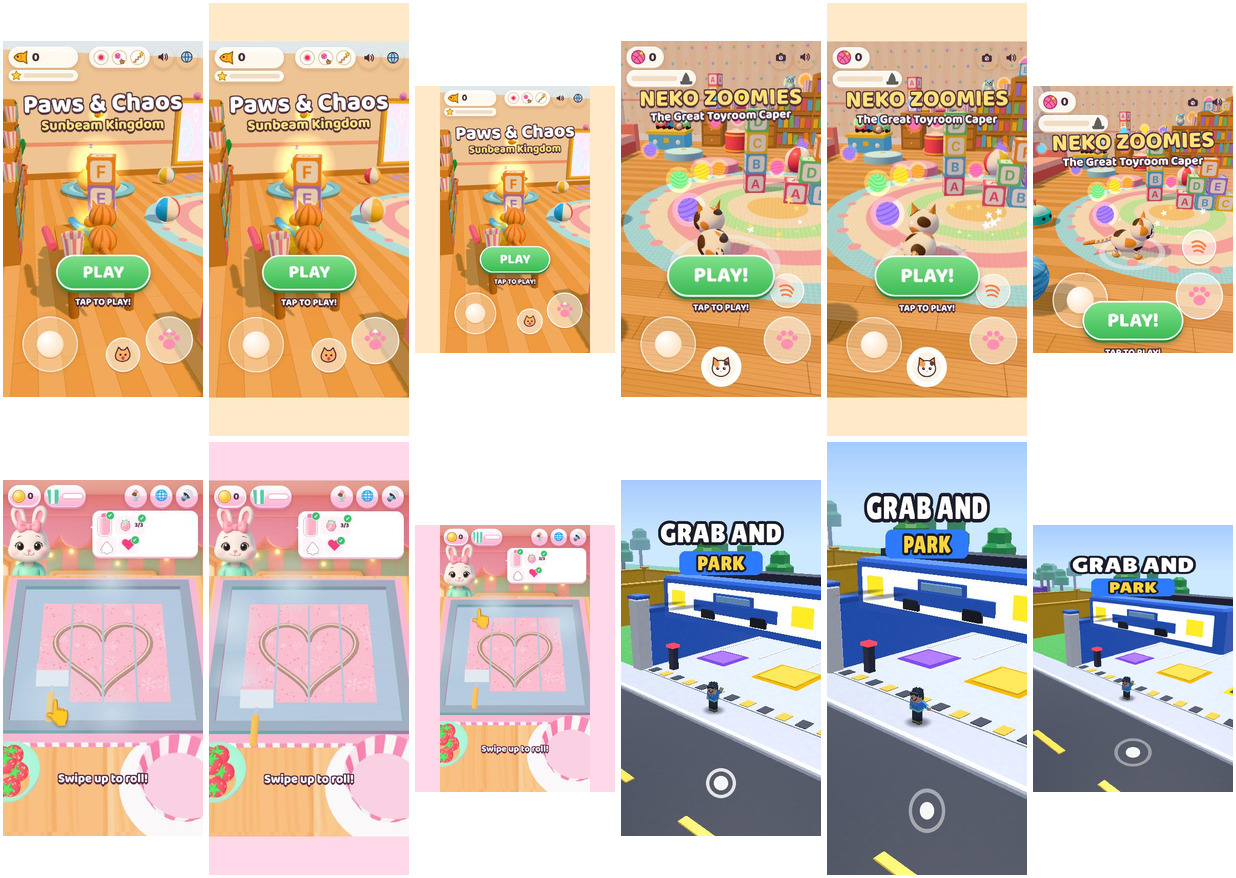 0
Paws & Chaos
Sunbeam Kingdom
F
E
PLAY
TAP TO PLAY!
0
Paws & Chaos
Sunbeam Kingdom
F
E
PLAY
TAP TO PLAY!
0
Paws & Chaos
Sunbeam Kingdom
F
E
PLAY
TAP TO PLAY!
0
NEKO ZOOMIES
The Great Toyroom Caper
C
B
D
A
A
PLAY!
TAP TO PLAY!
0
NEKO ZOOMIES
The Great Toyroom Caper
D
C
B
D
A
A
PLAY!
TAP TO PLAY!
0
NEKO ZOOMIES
The Great Toyroom Caper
B
D
E
A
A
B
C
PLAY!
TAP TO PLAY!
0
3/3
Swipe up to roll!
0
3/3
Swipe up to roll!
0
3/3
Swipe up to roll!
GRAB AND
PARK
GRAB AND
PARK
GRAB AND
PARK